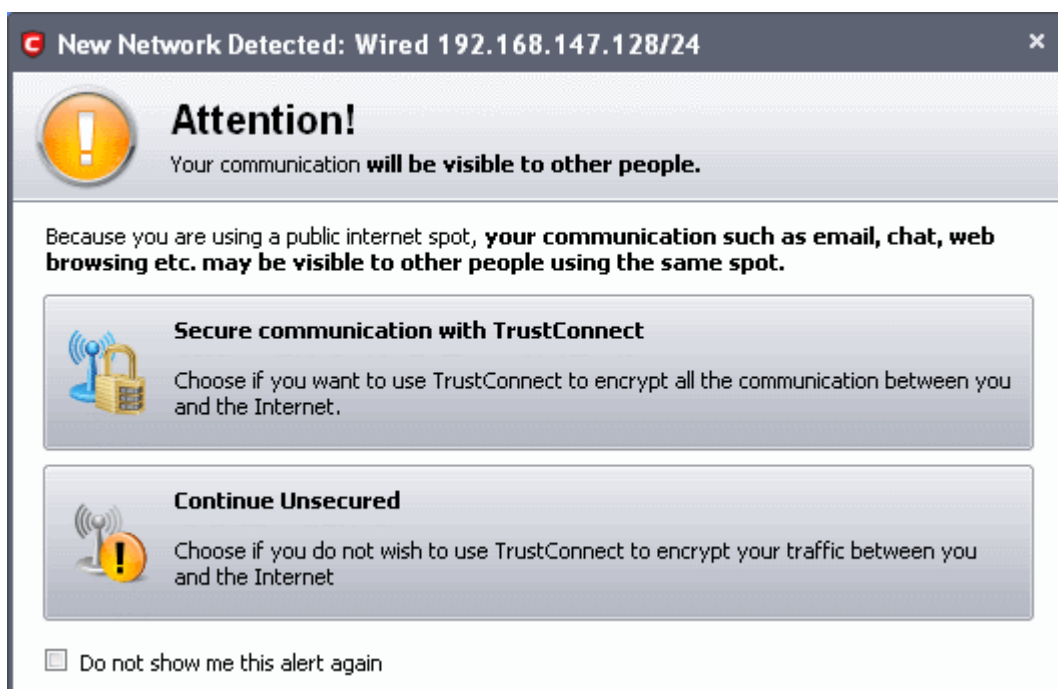 New Network Detected: Wired 192.168.147.128/24
Attention!
Your communication will be visible to other people.
Because you are using a public internet spot, your communication such as email, chat, web
browsing etc. may be visible to other people using the same spot.
Secure communication with TrustConnect
Choose if you want to use TrustConnect to encrypt all the communication between you
and the Internet.
Continue Unsecured
Choose if you do not wish to use TrustConnect to encrypt your traffic between you
and the Internet
Do not show me this alert again